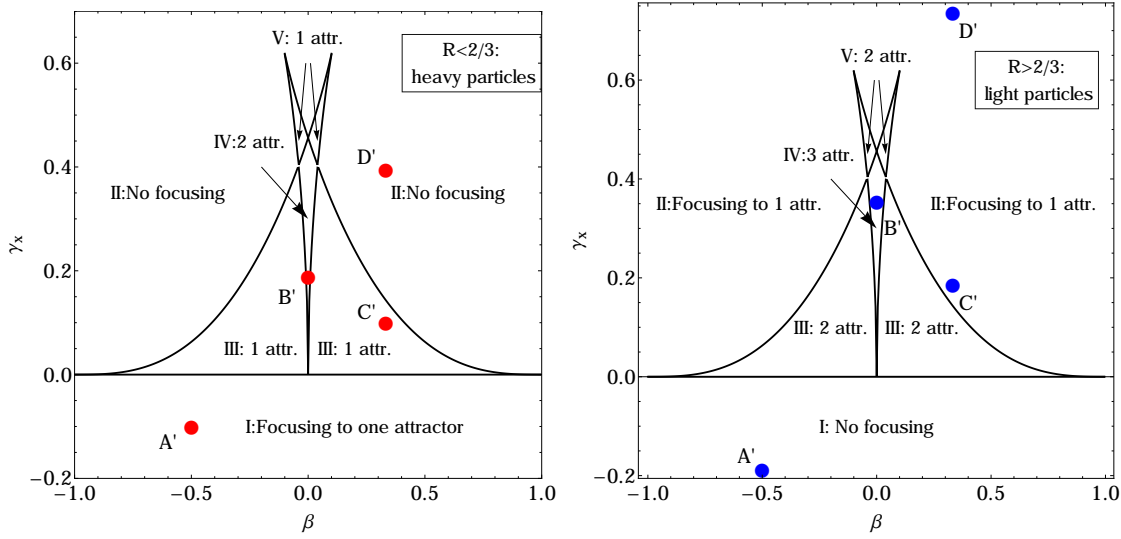 V: 1 attr.
R<2/3:
heavy particles
IV:2 attr.
D'
II:No focusing
II:No focusing
B'
C'
III: 1 attr.
III: 1 attr.
A'
I:Focusing to one attractor
0.6
0.4
0.2
0.0
−0.2
γx
−1.0
−0.5
0.0
0.5
1.0
β
D'
V: 2 attr.
R>2/3:
light particles
IV:3 attr.
II:Focusing to 1 attr.
II:Focusing to 1 attr.
B'
C'
III: 2 attr.
III: 2 attr.
I: No focusing
A'
0.6
0.4
0.2
0.0
−0.2
γx
−1.0
−0.5
0.0
0.5
1.0
β